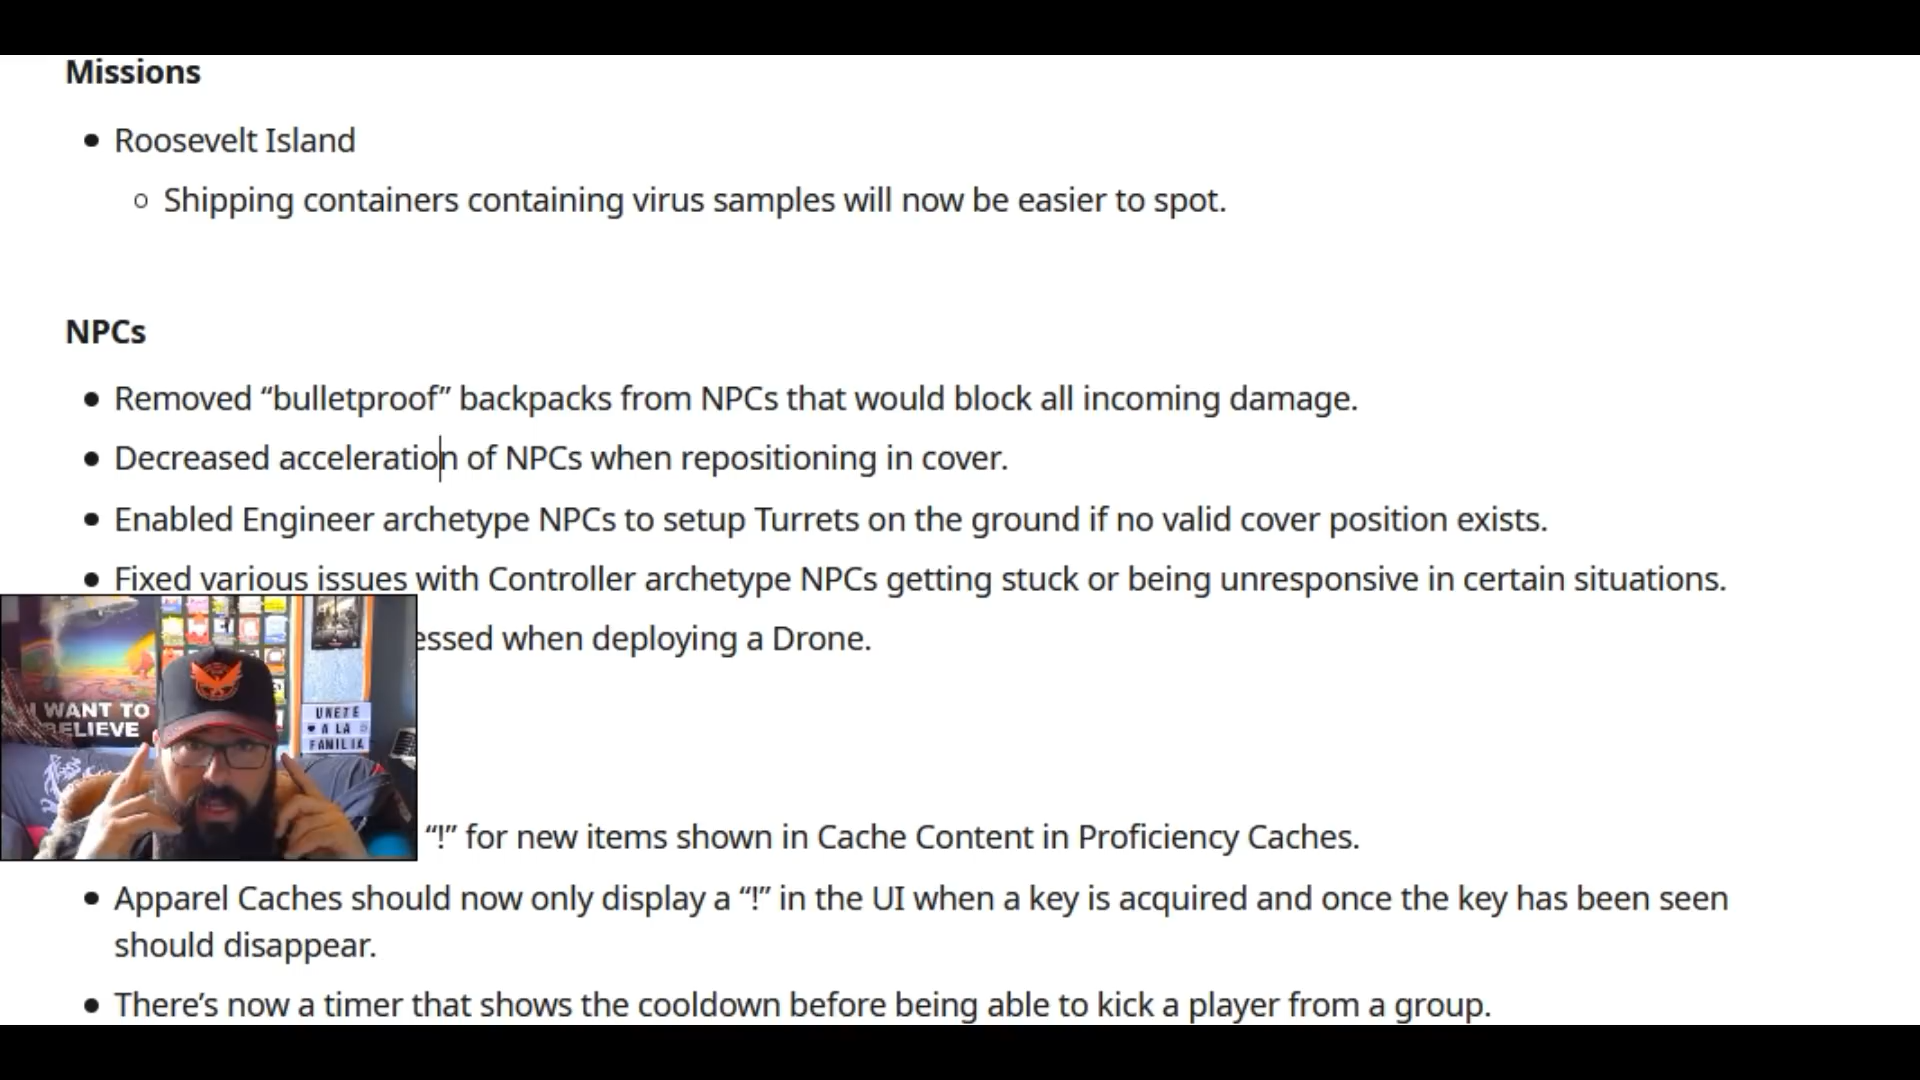 Missions
Roosevelt Island
Shipping containers containing virus samples will now be easier to spot.
NPCs
Removed “bulletproof” backpacks from NPCs that would block all incoming damage.
Decreased acceleration of NPCs when repositioning in cover.
Enabled Engineer archetype NPCs to setup Turrets on the ground if no valid cover position exists.
Fixed various issues with Controller archetype NPCs getting stuck or being unresponsive in certain situations.
when deploying a Drone.
WANT TO
UNETE
A LA
FAMILIA
“!” for new items shown in Cache Content in Proficiency Caches.
Apparel Caches should now only display a “!” in the UI when a key is acquired and once the key has been seen
should disappear.
There’s now a timer that shows the cooldown before being able to kick a player from a group.